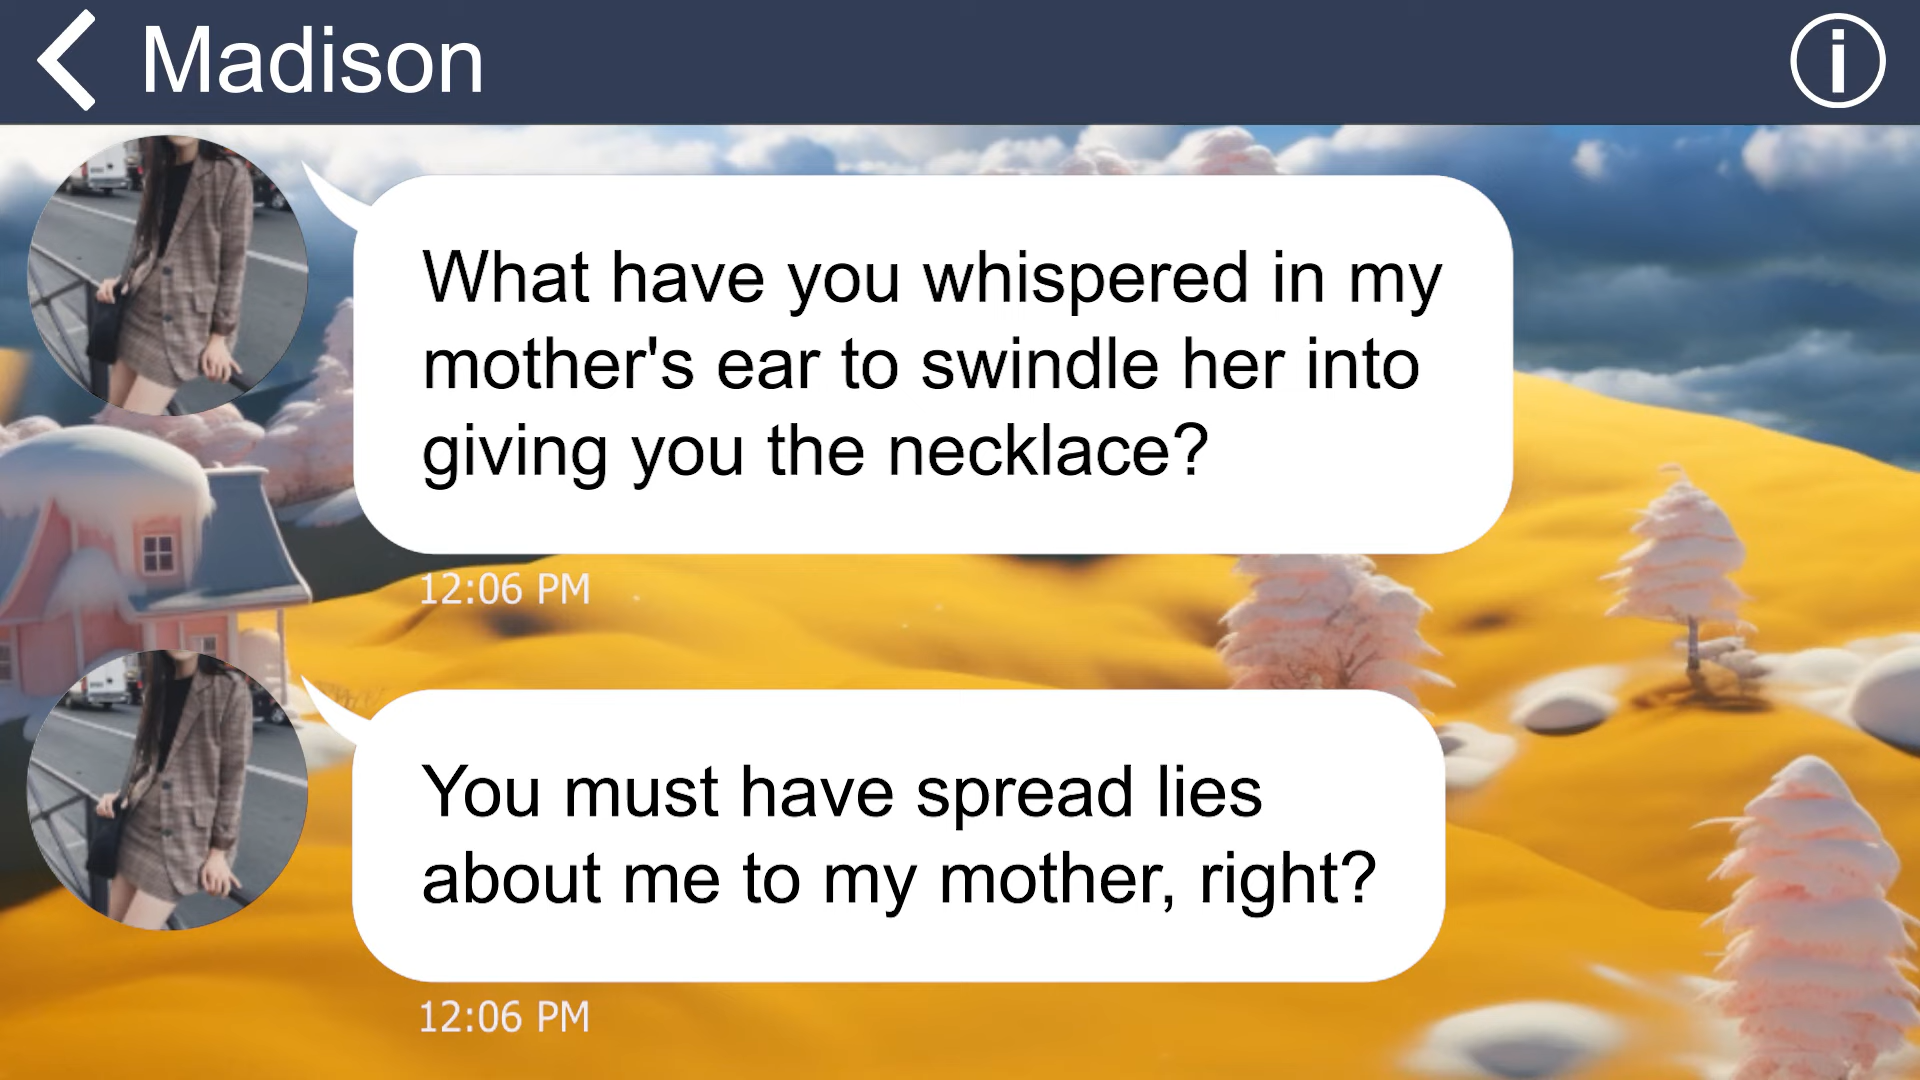 Madison
What have you whispered in my
mother's ear to swindle her into
giving you the necklace?
12:06 PM
You must have spread lies
about me to my mother, right?
12:06 PM